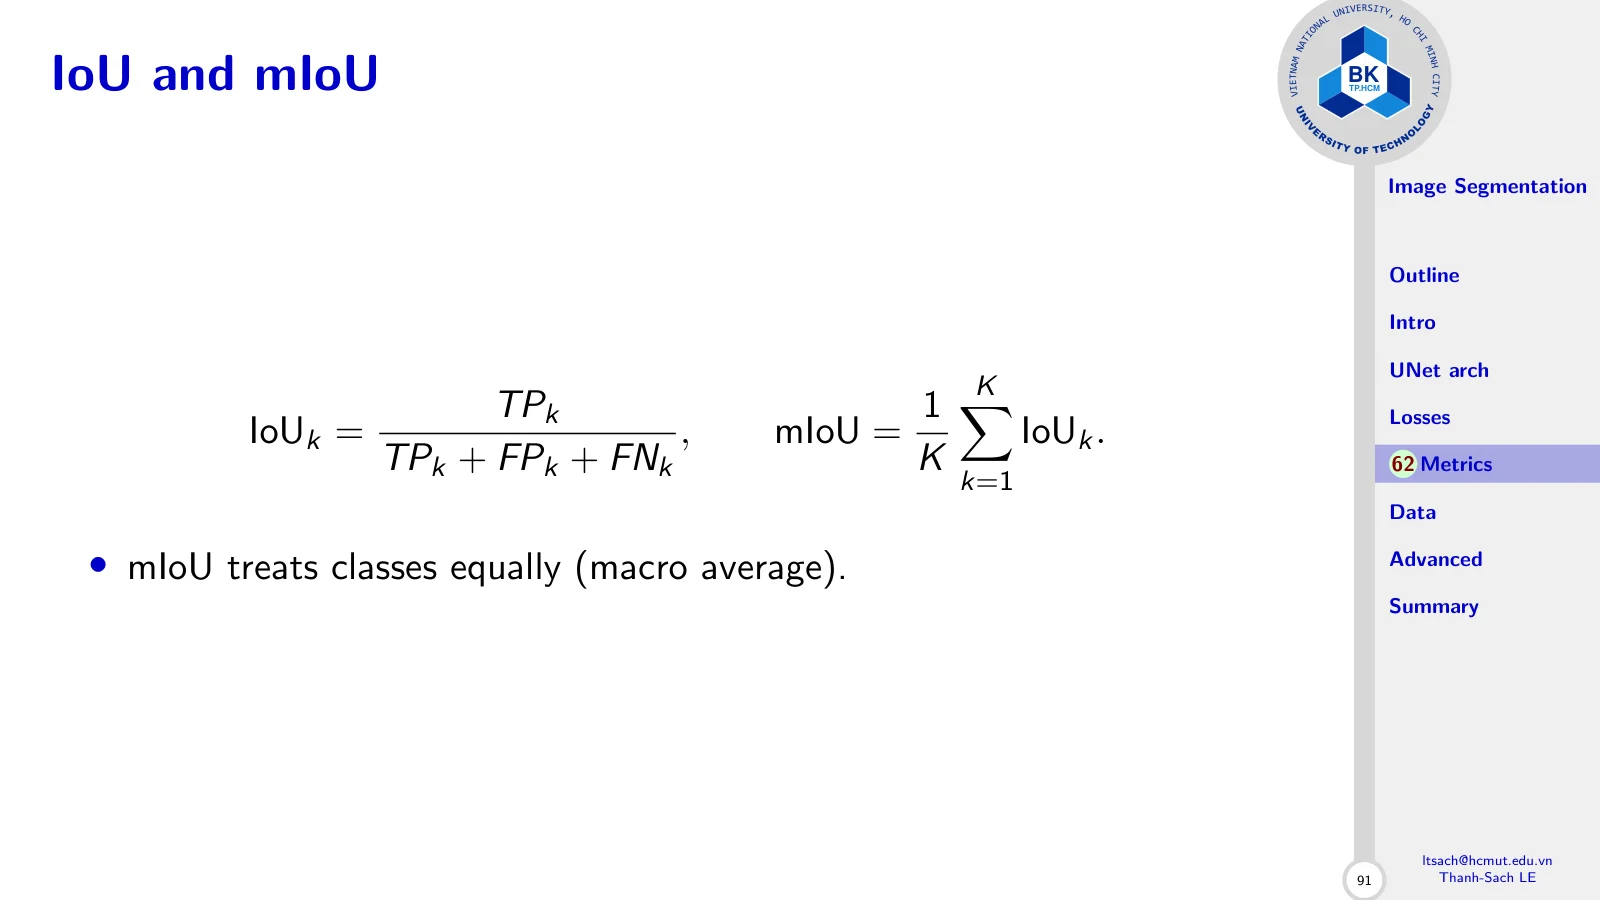 IoU and mIoU
IoU_k = TP_k / (TP_k + FP_k + FN_k),  mIoU = 1/K ∑_{k=1}^{K} IoU_k.
• mIoU treats classes equally (macro average).
VIETNAM NATIONAL UNIVERSITY, HO CHI MINH CITY
BK
TP.HCM
UNIVERSITY OF TECHNOLOGY
Image Segmentation
Outline
Intro
UNet arch
Losses
62 Metrics
Data
Advanced
Summary
ltsach@hcmut.edu.vn
Thanh-Sach LE
91